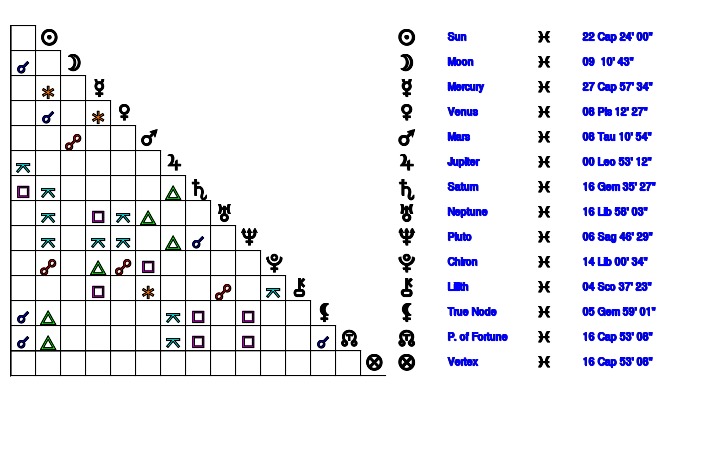 Sun 22 Cap 24' 00"
Moon 09 10' 43"
Mercury 27 Cap 57' 34"
Venus 08 Pis 12' 27"
Mars 08 Tau 10' 54"
Jupiter 00 Leo 53' 12"
Saturn 16 Gem 35' 27"
Neptune 16 Lib 58' 03"
Pluto 06 Sag 46' 29"
Chiron 14 Lib 00' 34"
Lilith 04 Sco 37' 23"
True Node 05 Gem 59' 01"
P. of Fortune 16 Cap 53' 08"
Vertex 16 Cap 53' 08"